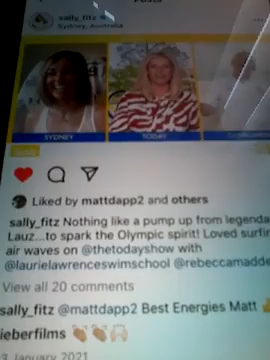 Posts
sally_fitz
Sydney, Australia
SYDNEY
TODAY
Liked by mattdapp2 and others
sally_fitz Nothing like a pump up from legenda
Lauz...to spark the Olympic spirit! Loved surfin
air waves on @thetodayshow with
@laurielawrenceswimschool @rebeccamadde
View all 20 comments
sally_fitz @mattdapp2 Best Energies Matt 👍
ieberfilms 👏🏽👏🏽🙌🏽
January 2021